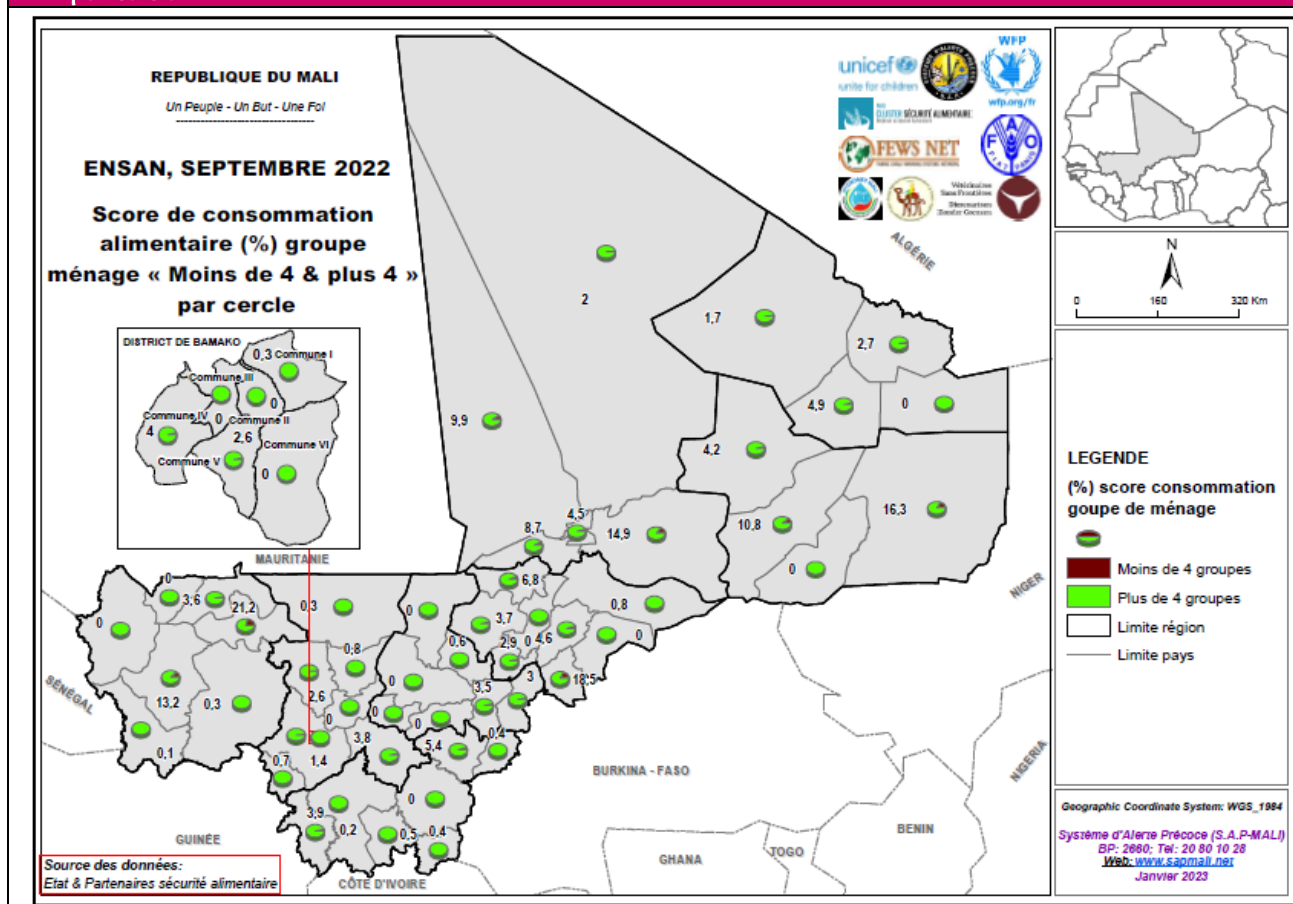 REPUBLIQUE DU MALI
Un Peuple - Un But - Une Foi
ENSAN, SEPTEMBRE 2022
Score de consommation
alimentaire (%) groupe
ménage « Moins de 4 & plus 4 »
par cercle
DISTRICT DE BAMAKO
0,3 Commune I
Commune III
0
Commune IV
0
Commune II
4
2,6
Commune VI
Commune V
0
unicef
unite for children
WFP
wfp.org/fr
CLUSTER SÉCURITÉ ALIMENTAIRE
FEWS NET
FAO
FIAT PANIS
Vétérinaires
Sans Frontières
ALGÉRIE
2
1,7
2,7
4,9
0
9,9
4,2
16,3
4,5
8,7
14,9
10,8
0
MAURITANIE
NIGER
0
3,6
21,2
0
0,3
0
6,8
0,8
3,7
0
4,6
0
2,9
0,6
0,8
SÉNÉGAL
13,2
0,3
2,6
0
3,5
3
18,5
0
0
0
0,1
3,8
0,7
1,4
5,4
0,4
NIGERIA
BURKINA - FASO
3,9
0
0,2
0,5
0,4
GUINÉE
BENIN
GHANA
TOGO
CÔTE D'IVOIRE
Source des données:
Etat & Partenaires sécurité alimentaire
N
0 160 320 Km
LEGENDE
(%) score consommation
goupe de ménage
Moins de 4 groupes
Plus de 4 groupes
Limite région
Limite pays
Geographic Coordinate System: WGS_1984
Système d'Alerte Précoce (S.A.P-MALI)
BP: 2660; Tel: 20 80 10 28
Web: www.sapmali.net
Janvier 2023